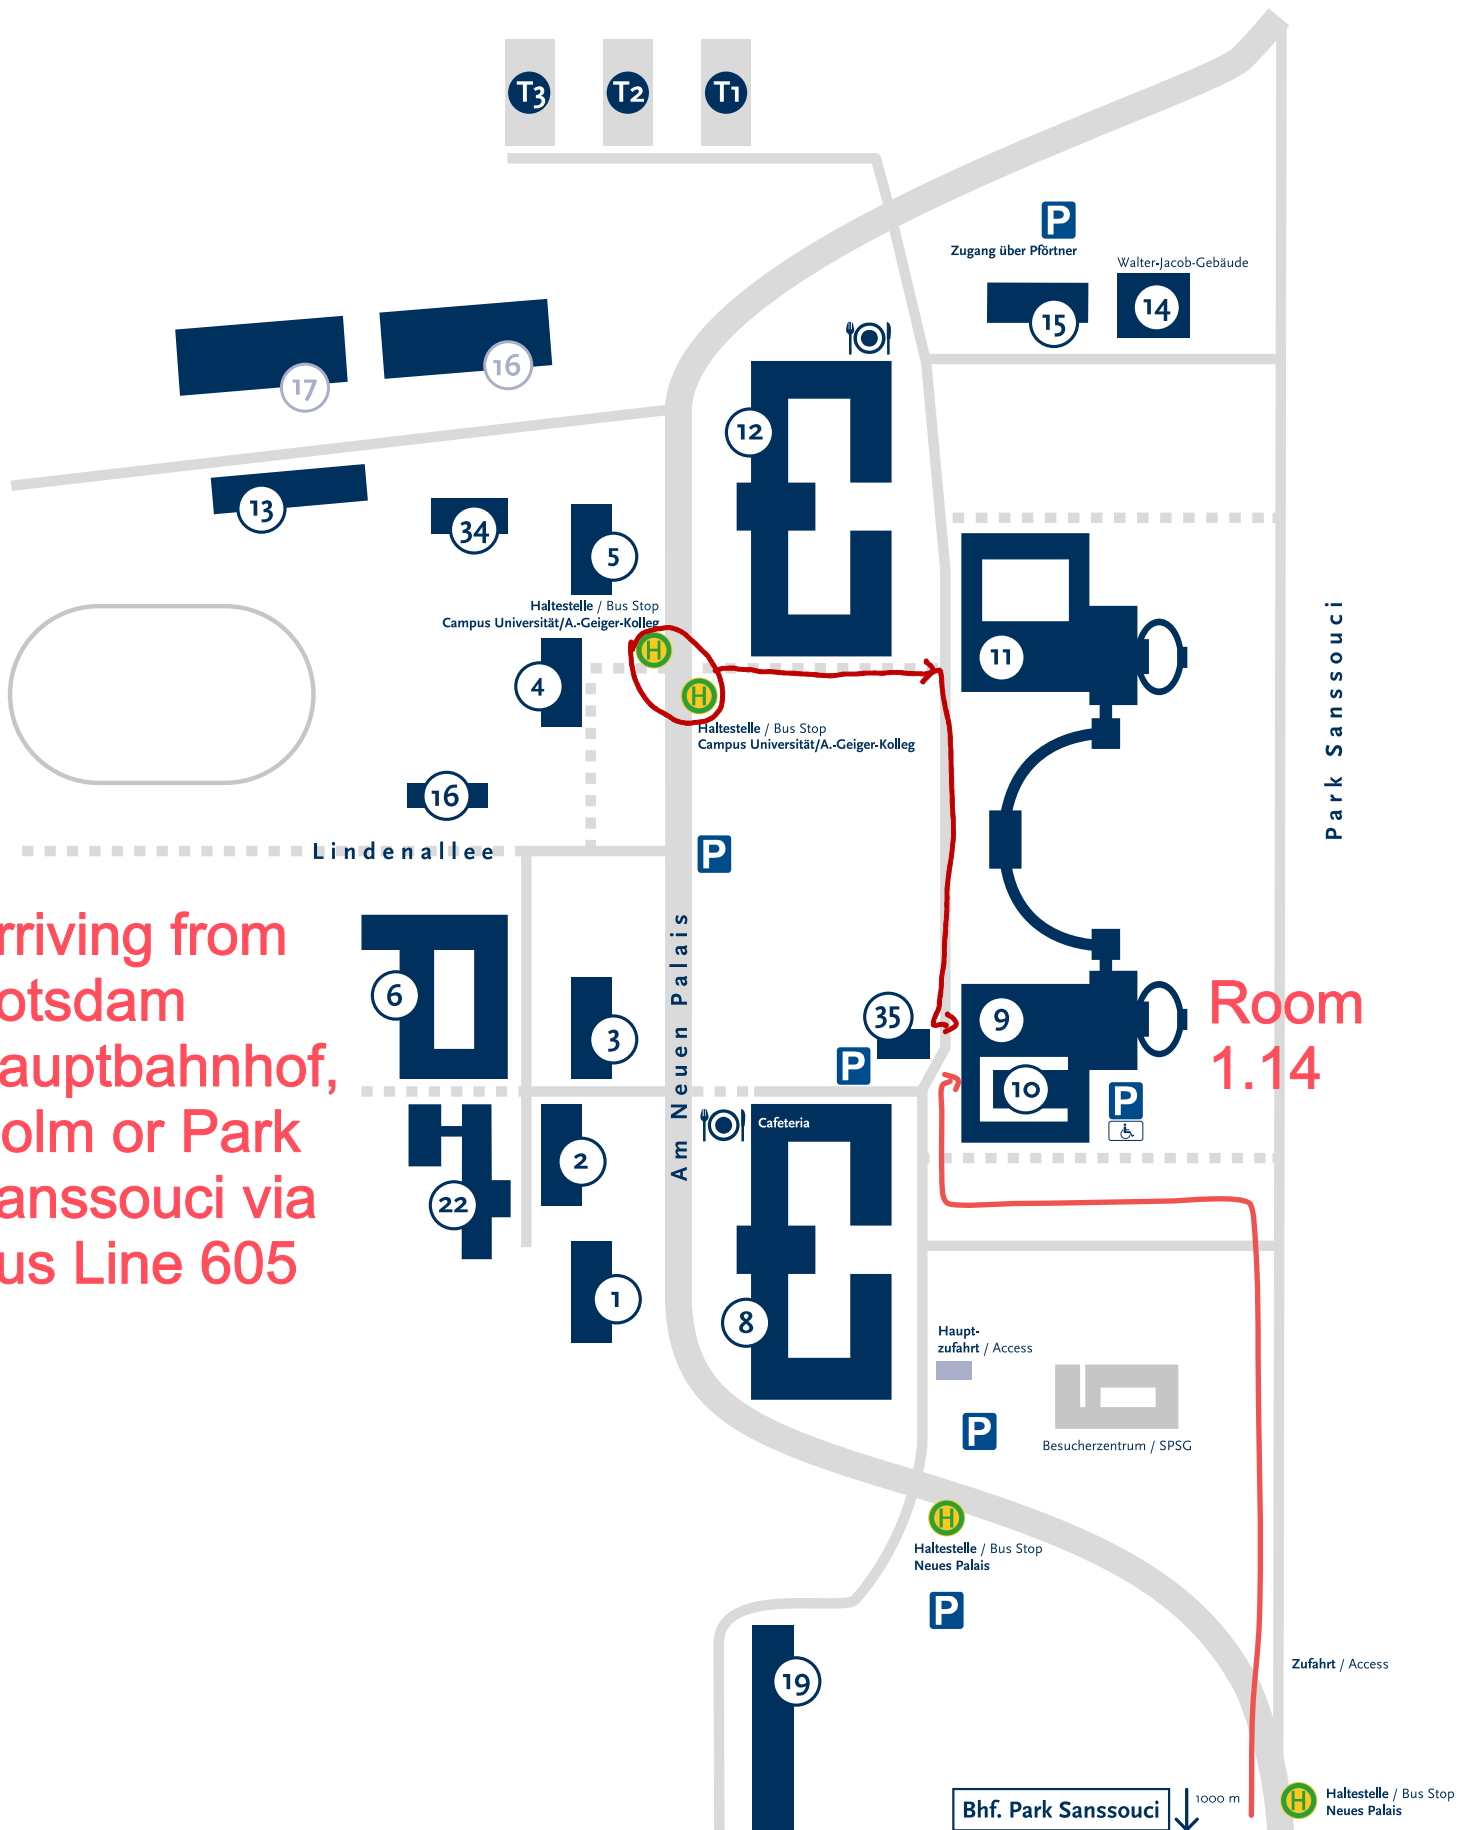 T3
T2
T1
P
Zugang über Pförtner
Walter-Jacob-Gebäude
15
14
17
16
12
13
34
5
Haltestelle / Bus Stop
Campus Universität/A.-Geiger-Kolleg
H
4
H
Haltestelle / Bus Stop
Campus Universität/A.-Geiger-Kolleg
11
Park Sanssouci
16
Lindenallee
P
rriving from
otsdam
auptbahnhof,
olm or Park
anssouci via
us Line 605
6
3
Am Neuen Palais
35
P
9
10
Room
1.14
P
Cafeteria
2
22
1
8
Haupt-
zufahrt / Access
P
Besucherzentrum / SPSG
H
Haltestelle / Bus Stop
Neues Palais
P
19
Zufahrt / Access
Bhf. Park Sanssouci
1000 m
H
Haltestelle / Bus Stop
Neues Palais